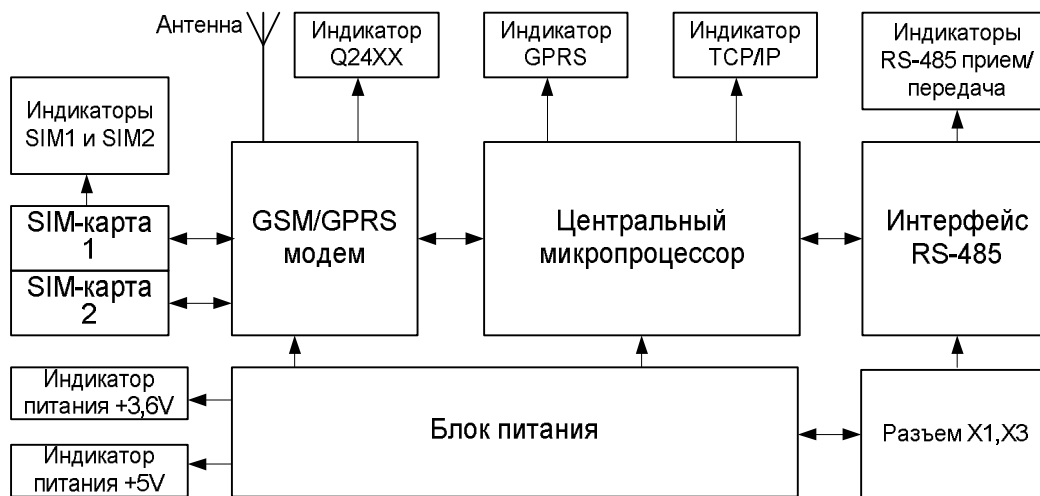 Антенна
Индикатор
Q24XX
Индикатор
GPRS
Индикатор
TCP/IP
Индикаторы
RS-485 прием/
передача
Индикаторы
SIM1 и SIM2
SIM-карта
1
SIM-карта
2
GSM/GPRS
модем
Центральный
микропроцессор
Интерфейс
RS-485
Индикатор
питания +3,6V
Индикатор
питания +5V
Блок питания
Разъем X1,X3